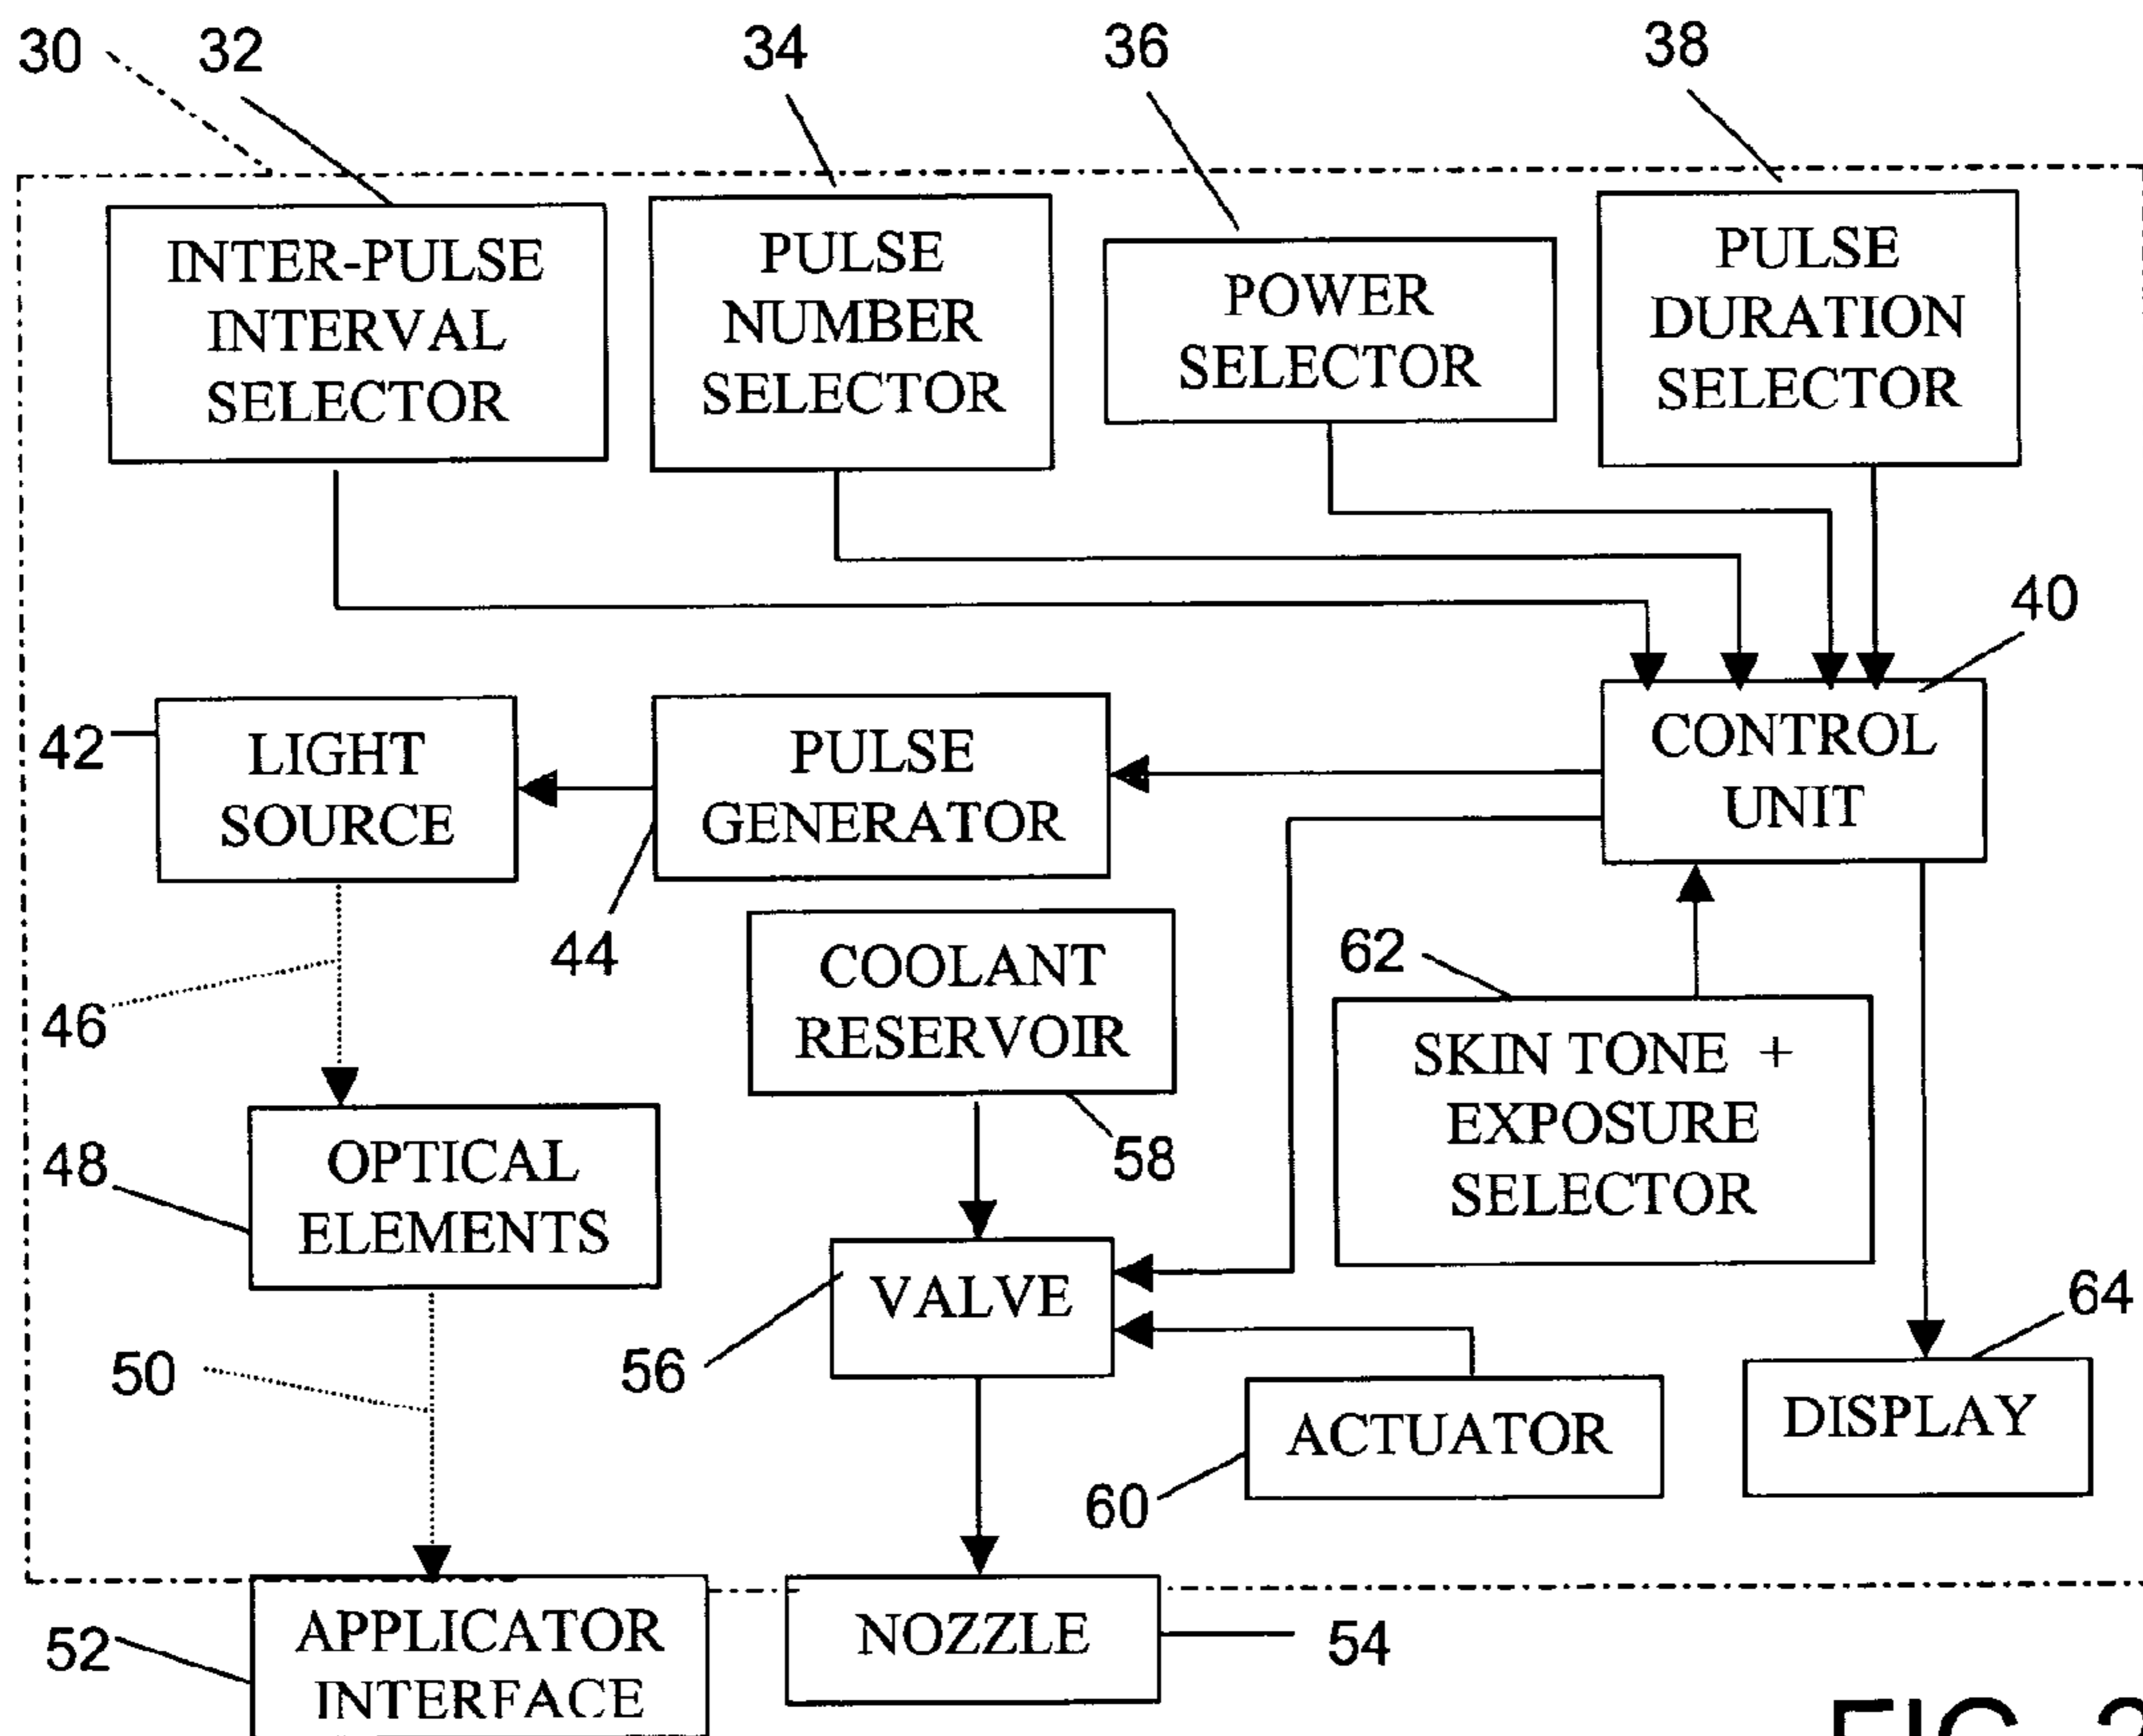 30
32
34
36
38
INTER-PULSE
INTERVAL
SELECTOR
PULSE
NUMBER
SELECTOR
POWER
SELECTOR
PULSE
DURATION
SELECTOR
40
42
LIGHT
SOURCE
PULSE
GENERATOR
CONTROL
UNIT
44
46
COOLANT
RESERVOIR
62
SKIN TONE +
EXPOSURE
SELECTOR
48
OPTICAL
ELEMENTS
58
50
56
VALVE
64
ACTUATOR
60
DISPLAY
52
APPLICATOR
INTERFACE
NOZZLE
54
FIG.